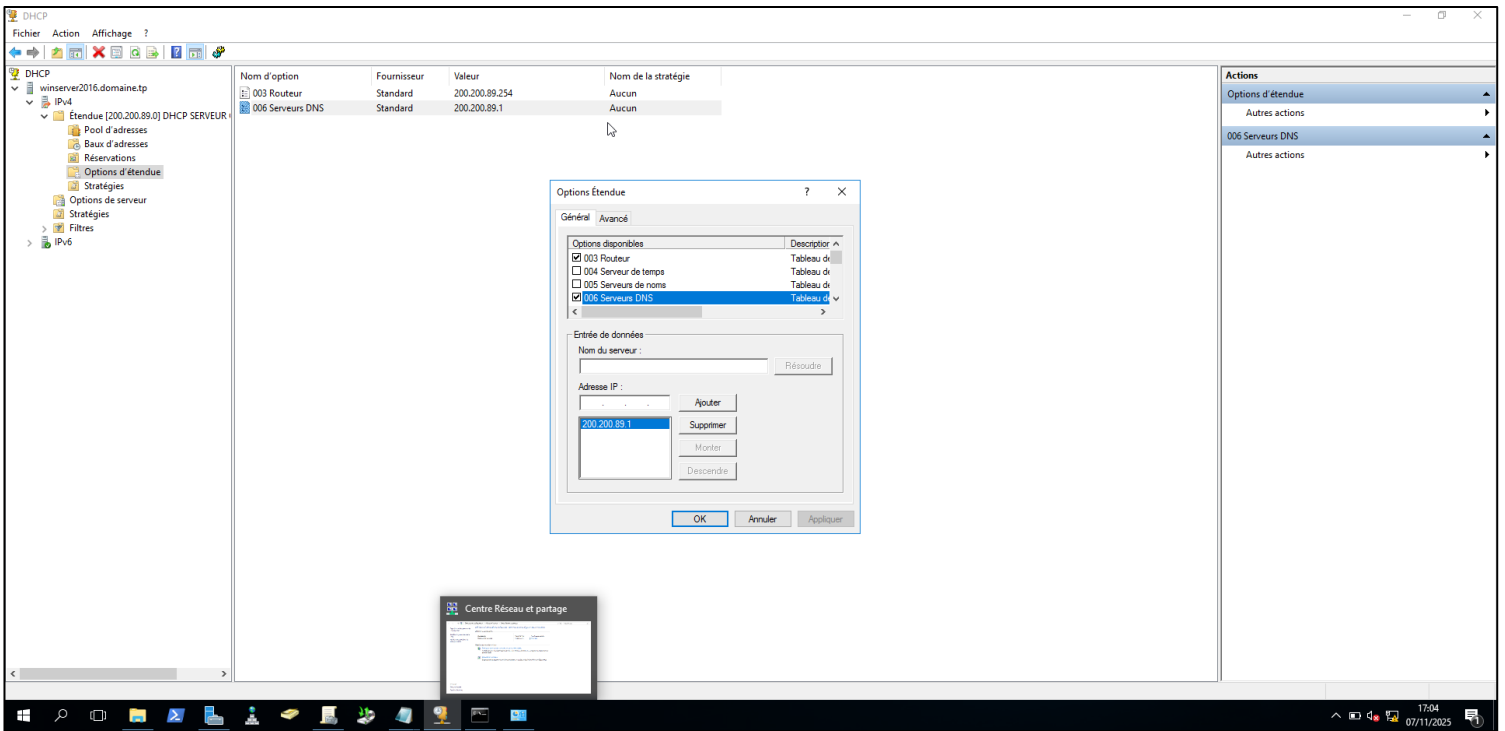 DHCP
Fichier Action Affichage ?
DHCP
winserver2016.domaine.tp
IPv4
Étendue [200.200.89.0] DHCP SERVEUR
Pool d'adresses
Baux d'adresses
Réservations
Options d'étendue
Stratégies
Options de serveur
Stratégies
Filtres
IPv6
Nom d'option Fournisseur Valeur Nom de la stratégie
003 Routeur Standard 200.200.89.254 Aucun
006 Serveurs DNS Standard 200.200.89.1 Aucun
Actions
Options d'étendue
Autres actions
006 Serveurs DNS
Autres actions
Options Étendue ? X
Général Avancé
Options disponibles Description
003 Routeur Tableau de
004 Serveur de temps Tableau de
005 Serveurs de noms Tableau de
006 Serveurs DNS Tableau de
Entrée de données
Nom du serveur :
Résoudre
Adresse IP :
. . . Ajouter
200.200.89.1 Supprimer
Monter
Descendre
OK Annuler Appliquer
Centre Réseau et partage
17:04
07/11/2025
1